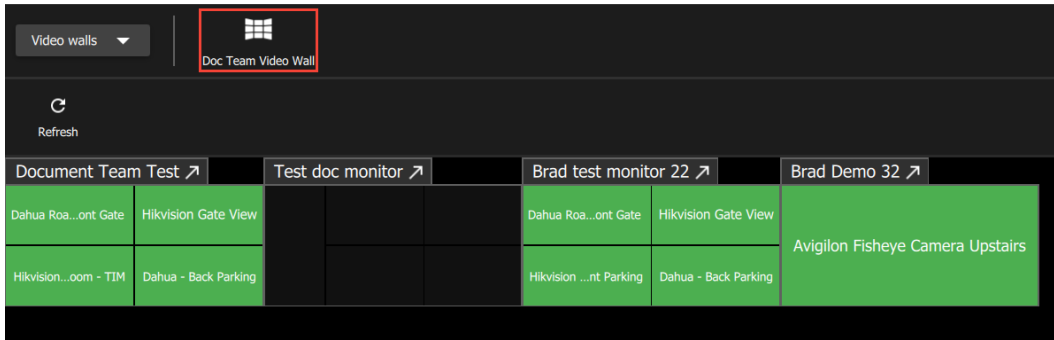 Video walls
Doc Team Video Wall
Refresh
Document Team Test
Test doc monitor
Brad test monitor 22
Brad Demo 32
Dahua Roa...ont Gate
Hikvision Gate View
Dahua Roa...ont Gate
Hikvision Gate View
Avigilon Fisheye Camera Upstairs
Hikvision...oom - TIM
Dahua - Back Parking
Hikvision ...nt Parking
Dahua - Back Parking